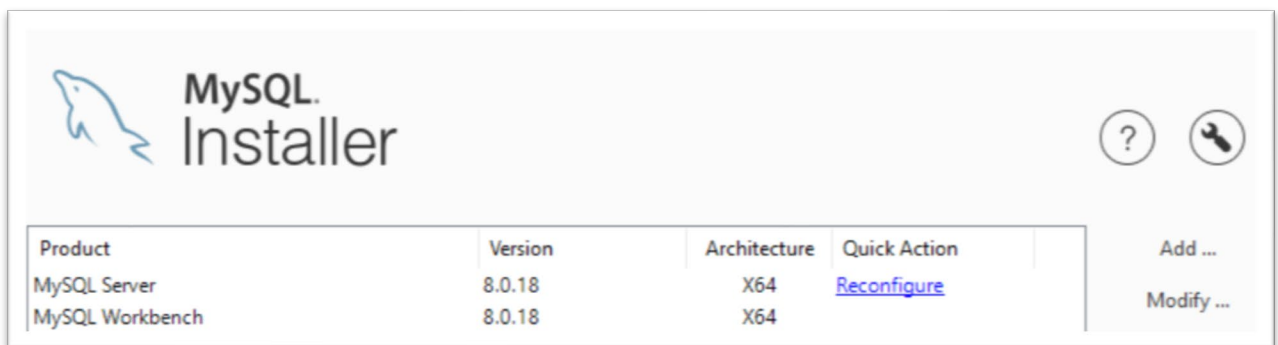 MySQL.
Installer
?
Product Version Architecture Quick Action Add ...
MySQL Server 8.0.18 X64 Reconfigure
Modify ...
MySQL Workbench 8.0.18 X64